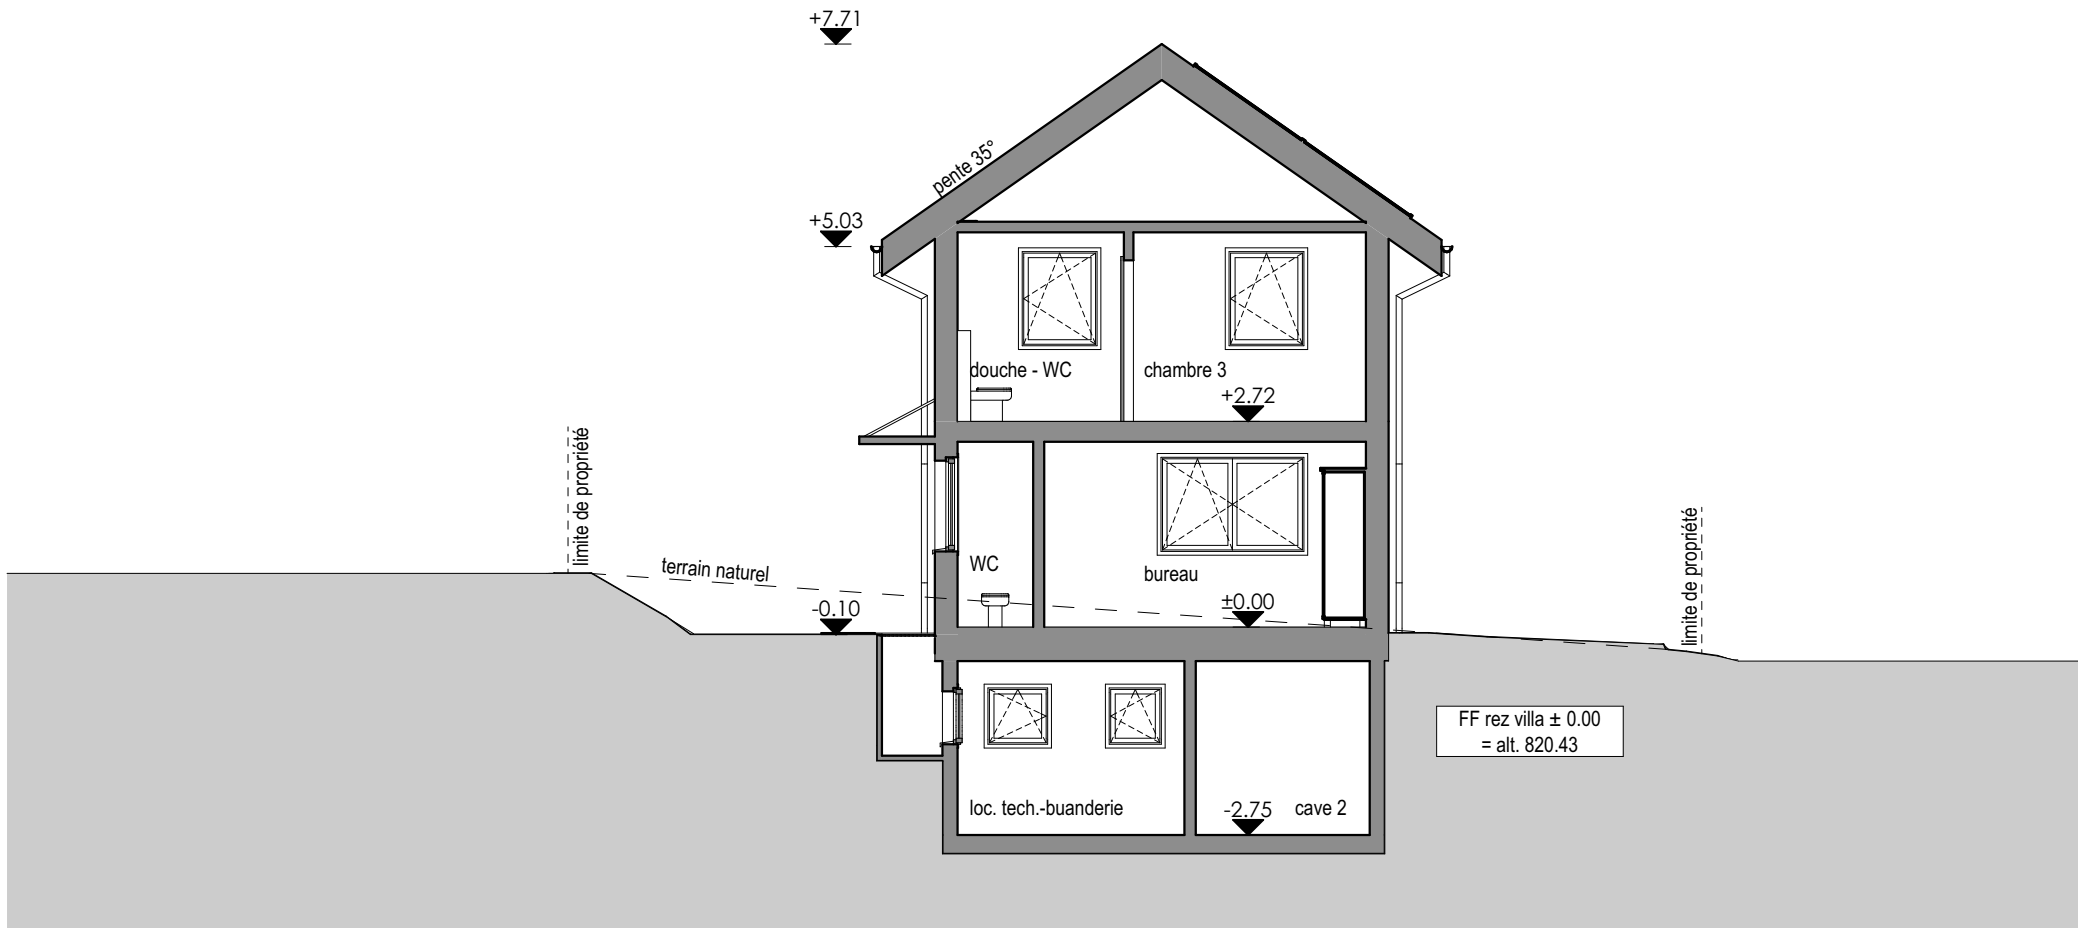 +7.71
pente 35°
+5.03
douche - WC
chambre 3
+2.72
limite de propriété
terrain naturel
WC
bureau
-0.10
±0.00
limite de propriété
FF rez villa ± 0.00
= alt. 820.43
loc. tech.-buanderie
-2.75
cave 2